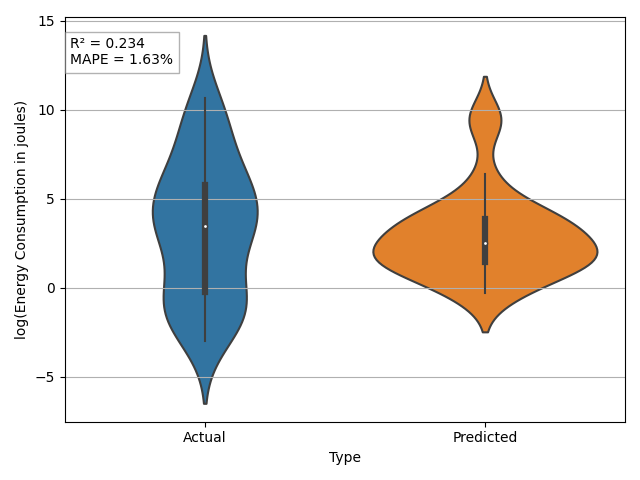 15
10
5
0
−5
R² = 0.234
MAPE = 1.63%
log(Energy Consumption in joules)
Actual
Predicted
Type